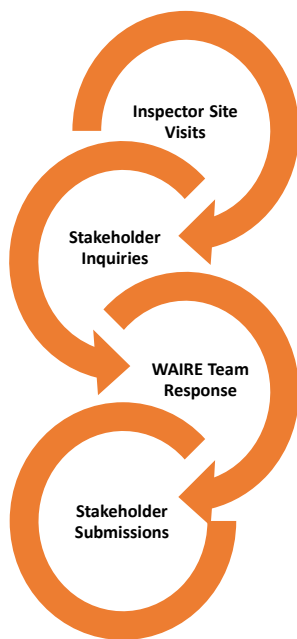 Inspector Site
Visits
Stakeholder
Inquiries
WAIRE Team
Response
Stakeholder
Submissions